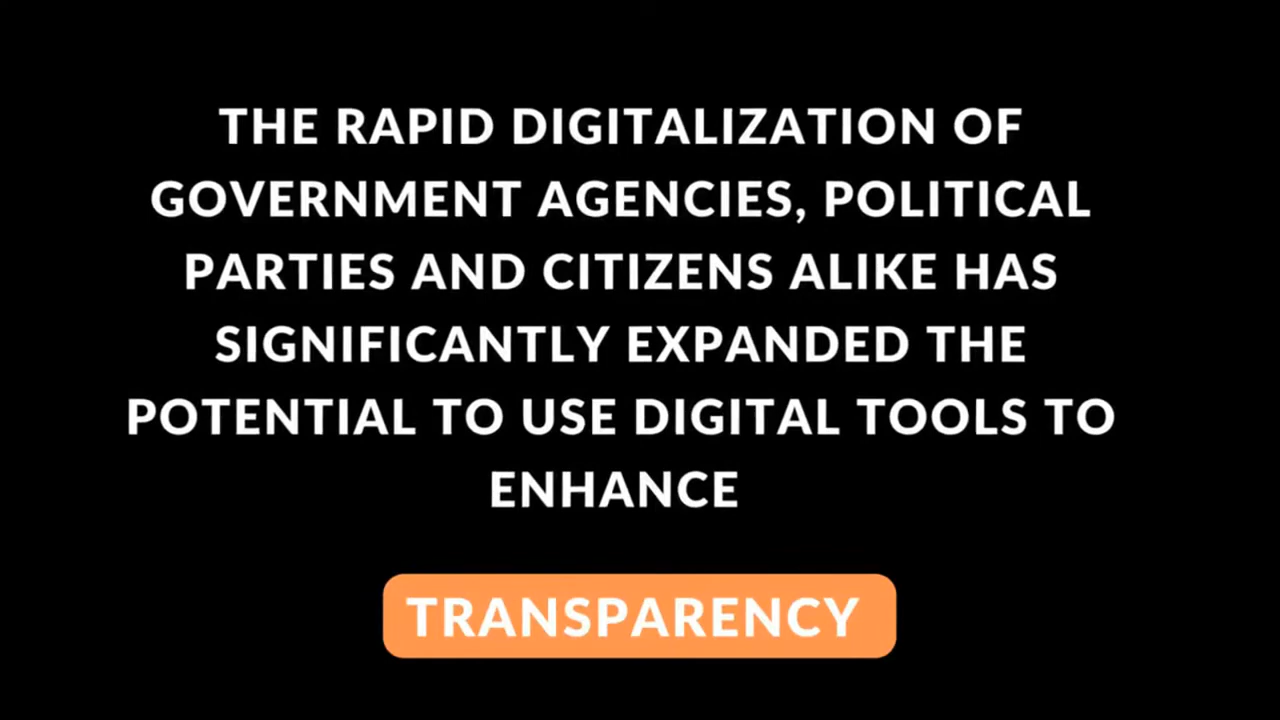 THE RAPID DIGITALIZATION OF
GOVERNMENT AGENCIES, POLITICAL
PARTIES AND CITIZENS ALIKE HAS
SIGNIFICANTLY EXPANDED THE
POTENTIAL TO USE DIGITAL TOOLS TO
ENHANCE
TRANSPARENCY